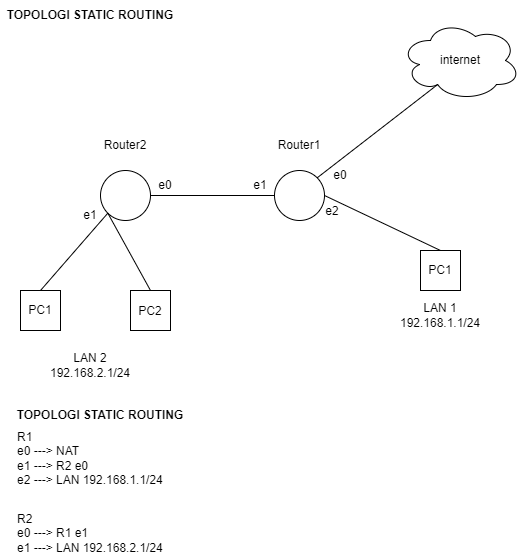 TOPOLOGI STATIC ROUTING
internet
Router2
Router1
e0
e1
e0
e1
e2
PC1
PC1
PC2
LAN 1
192.168.1.1/24
LAN 2
192.168.2.1/24
TOPOLOGI STATIC ROUTING
R1
e0 ---> NAT
e1 ---> R2 e0
e2 ---> LAN 192.168.1.1/24
R2
e0 ---> R1 e1
e1 ---> LAN 192.168.2.1/24